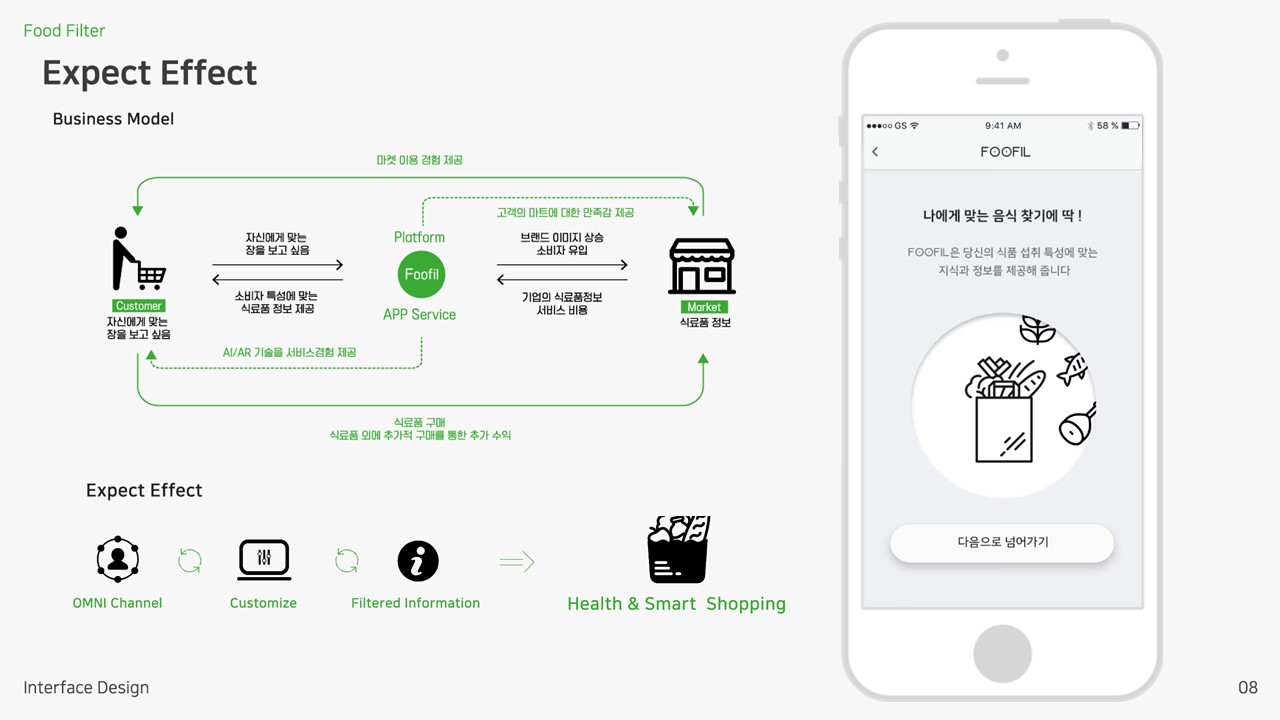 Food Filter
Expect Effect
Business Model
마켓 이용 경험 제공
고객의 마트에 대한 만족감 제공
자신에게 맞는
장을 보고 싶음
Platform
Foofil
APP Service
브랜드 이미지 상승
소비자 유입
소비자 특성에 맞는
식료품 정보 제공
기업의 식료품정보
서비스 비용
Customer
자신에게 맞는
장을 보고 싶음
Market
식료품 정보
AI/AR 기술을 서비스경험 제공
식료품 구매
식료품 외에 추가적 구매를 통한 추가 수익
Expect Effect
OMNI Channel
Customize
Filtered Information
Health & Smart Shopping
GS
9:41 AM
58 %
FOOFIL
나에게 맞는 음식 찾기에 딱 !
FOOFIL은 당신의 식품 섭취 특성에 맞는
지식과 정보를 제공해 줍니다
다음으로 넘어가기
Interface Design
08